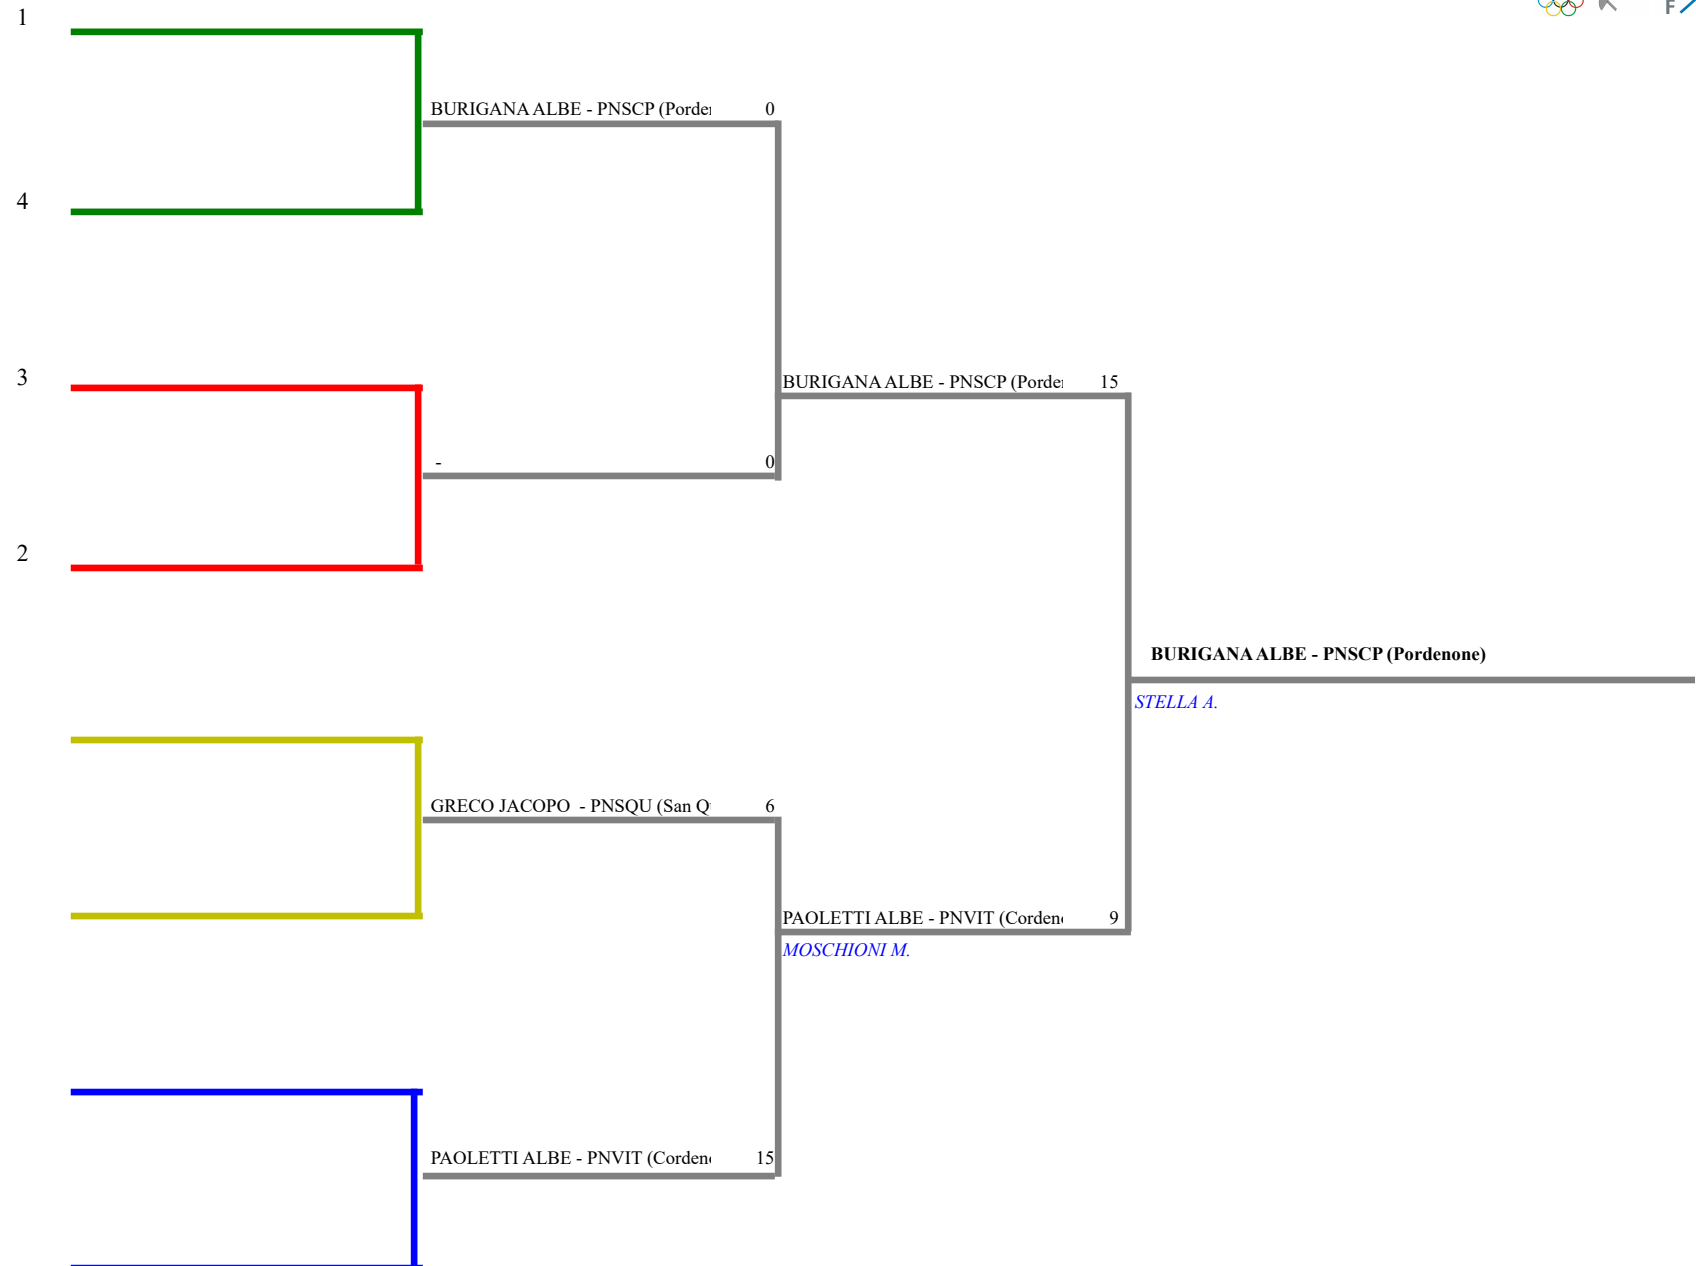 1
BURIGANA ALBE - PNSCP (Porde 0
4
3
BURIGANA ALBE - PNSCP (Porde 15
- 0
2
BURIGANA ALBE - PNSCP (Pordenone)
STELLA A.
GRECO JACOPO - PNSQU (San Q 6
PAOLETTI ALBE - PNVIT (Corden 9
MOSCHIONI M.
PAOLETTI ALBE - PNVIT (Corden 15
F